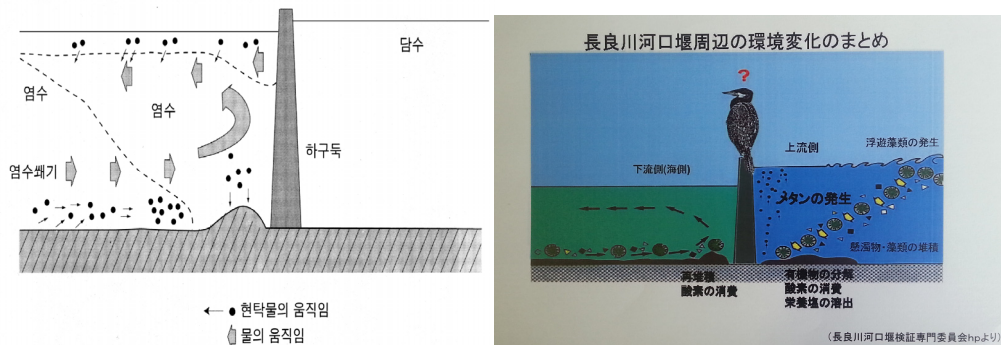 담수
염수
염수
염수쐐기
하구둑
현탁물의 움직임
물의 움직임
長良川河口堰周辺の環境変化のまとめ
?
上流側
浮遊藻類の発生
下流側(海側)
メタンの発生
懸濁物・藻類の堆積
再堆積
酸素の消費
有機物の分解
酸素の消費
栄養塩の溶出
(長良川河口堰検証専門委員会hpより)